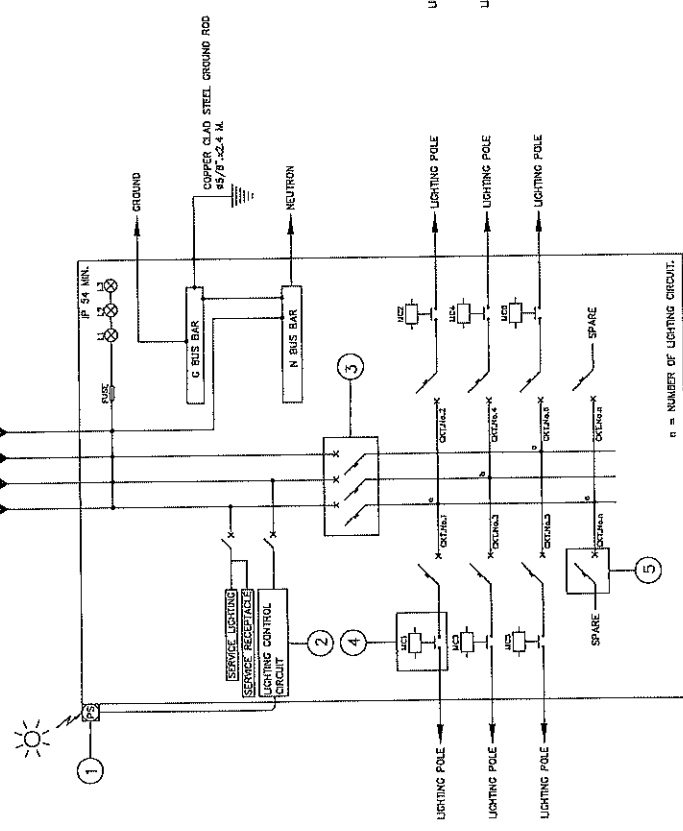 IP 54 MIN.
L1
L2
L3
FUSE
GROUND
COPPER CLAD STEEL GROUND ROD
ø5/8"x2.4 M.
G BUS BAR
N BUS BAR
NEUTRON
PS
1
SERVICE LIGHTING
SERVICE RECEPTACLE
LIGHTING CONTROL
CIRCUIT
2
3
4
MC1
CKT.No.1
CKT.No.2
MC2
LIGHTING POLE
LIGHTING POLE
MC3
CKT.No.3
CKT.No.4
MC4
LIGHTING POLE
LIGHTING POLE
MC5
CKT.No.5
CKT.No.6
MC6
LIGHTING POLE
LIGHTING POLE
SPARE
CKT.No.n
CKT.No.n
SPARE
5
n = NUMBER OF LIGHTING CIRCUIT.